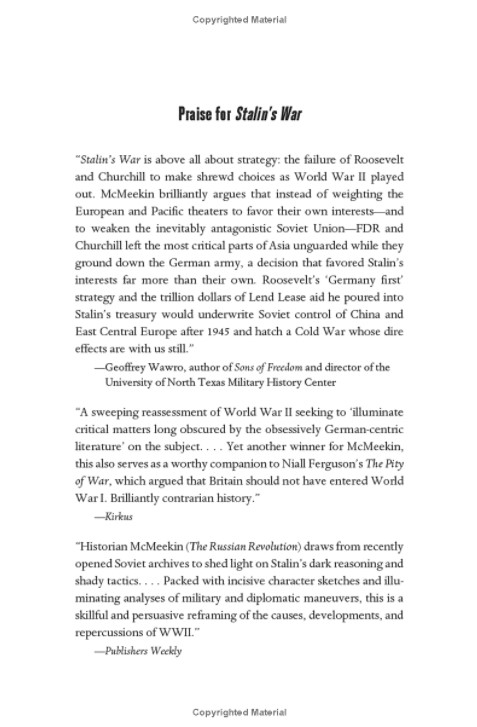 Copyrighted Material
Praise for Stalin's War
“Stalin's War is above all about strategy: the failure of Roosevelt
and Churchill to make shrewd choices as World War II played
out. McMeekin brilliantly argues that instead of weighting the
European and Pacific theaters to favor their own interests—and
to weaken the inevitably antagonistic Soviet Union—FDR and
Churchill left the most critical parts of Asia unguarded while they
ground down the German army, a decision that favored Stalin's
interests far more than their own. Roosevelt's ‘Germany first’
strategy and the trillion dollars of Lend Lease aid he poured into
Stalin's treasury would underwrite Soviet control of China and
East Central Europe after 1945 and hatch a Cold War whose dire
effects are with us still.”
—Geoffrey Wawro, author of Sons of Freedom and director of the
University of North Texas Military History Center
“A sweeping reassessment of World War II seeking to ‘illuminate
critical matters long obscured by the obsessively German-centric
literature’ on the subject. . . . Yet another winner for McMeekin,
this also serves as a worthy companion to Niall Ferguson's The Pity
of War, which argued that Britain should not have entered World
War I. Brilliantly contrarian history.”
—Kirkus
“Historian McMeekin (The Russian Revolution) draws from recently
opened Soviet archives to shed light on Stalin's dark reasoning and
shady tactics. . . . Packed with incisive character sketches and illu-
minating analyses of military and diplomatic maneuvers, this is a
skillful and persuasive reframing of the causes, developments, and
repercussions of WWII.”
—Publishers Weekly
Copyrighted Material